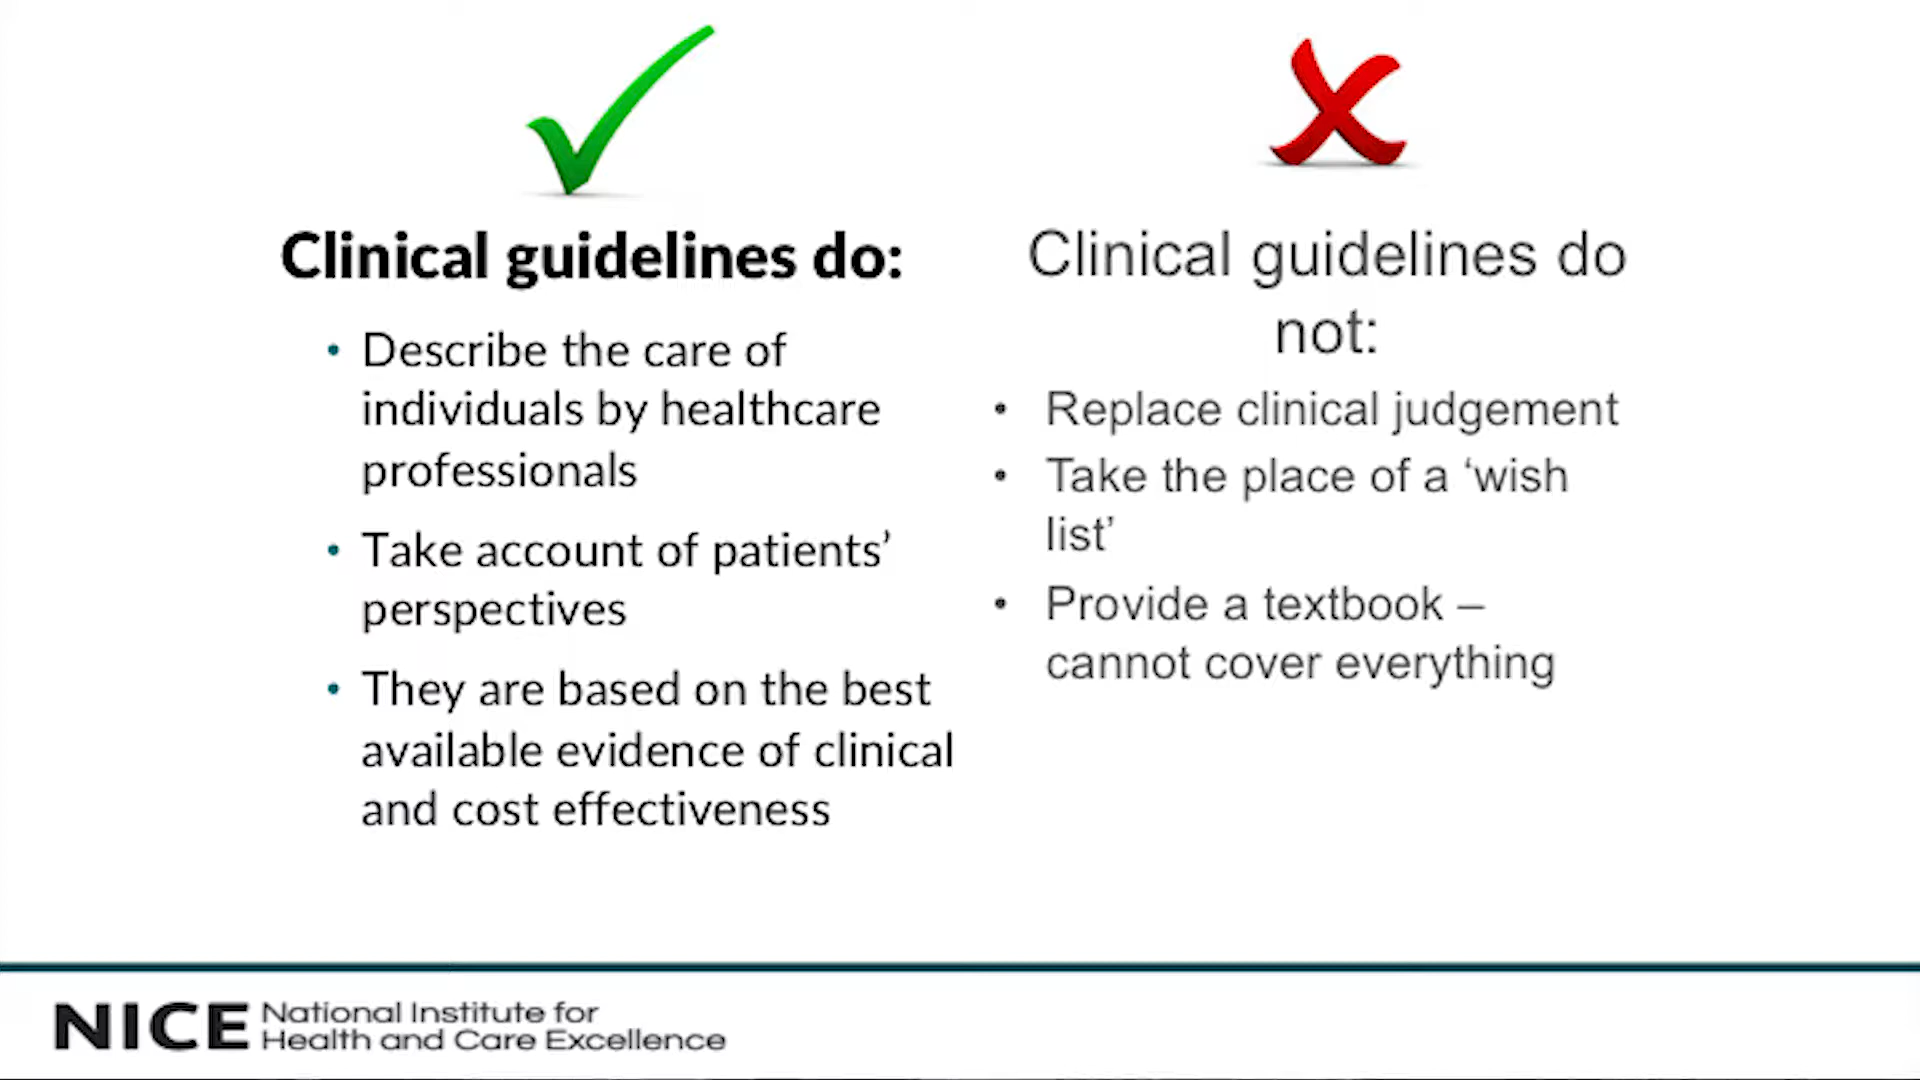 Clinical guidelines do:
• Describe the care of
individuals by healthcare
professionals
• Take account of patients’
perspectives
• They are based on the best
available evidence of clinical
and cost effectiveness
Clinical guidelines do
not:
• Replace clinical judgement
• Take the place of a ‘wish
list’
• Provide a textbook –
cannot cover everything
NICE National Institute for
Health and Care Excellence